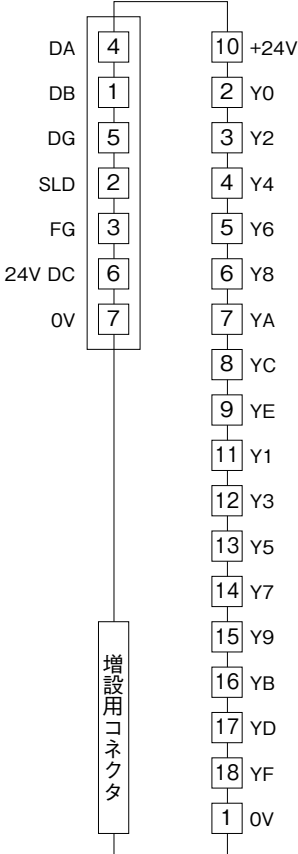 DA 4
DB 1
DG 5
SLD 2
FG 3
24V DC 6
0V 7
増設用コネクタ
10 +24V
2 Y0
3 Y2
4 Y4
5 Y6
6 Y8
7 YA
8 YC
9 YE
11 Y1
12 Y3
13 Y5
14 Y7
15 Y9
16 YB
17 YD
18 YF
1 0V